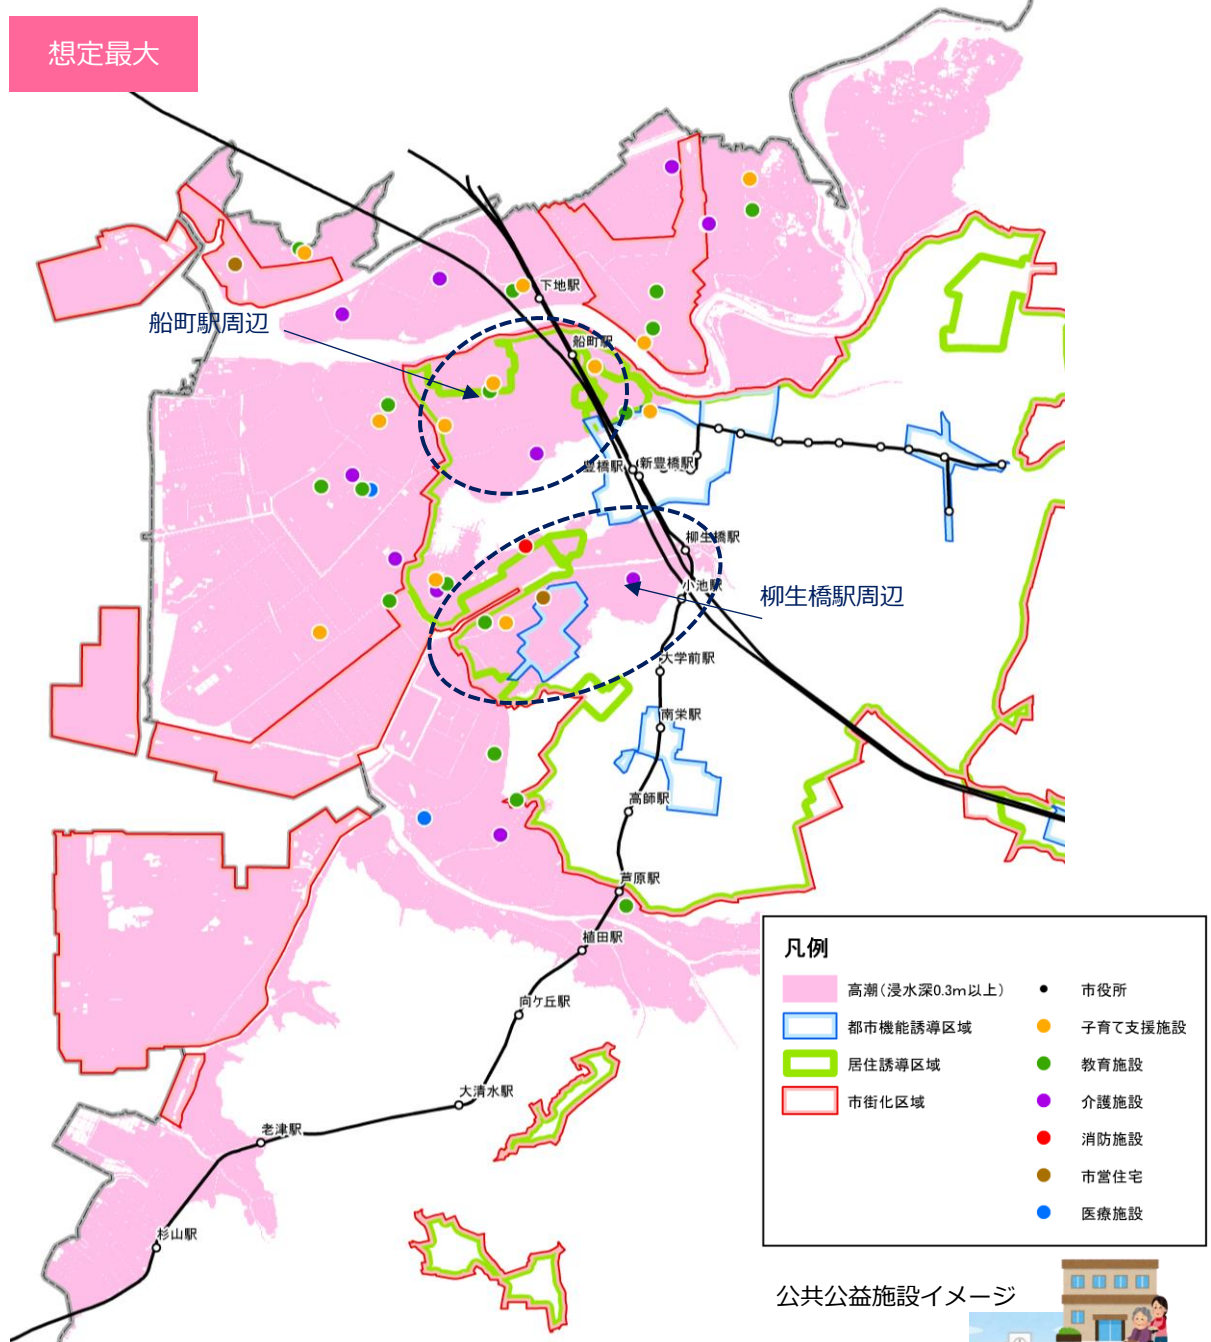 想定最大
下地駅
船町駅周辺
船町駅
豊橋駅
新豊橋駅
柳生橋駅
小池駅
柳生橋駅周辺
大学前駅
南栄駅
高師駅
芦原駅
植田駅
向ケ丘駅
大清水駅
老津駅
杉山駅
凡例
高潮(浸水深0.3m以上)
都市機能誘導区域
居住誘導区域
市街化区域
市役所
子育て支援施設
教育施設
介護施設
消防施設
市営住宅
医療施設
公共公益施設イメージ